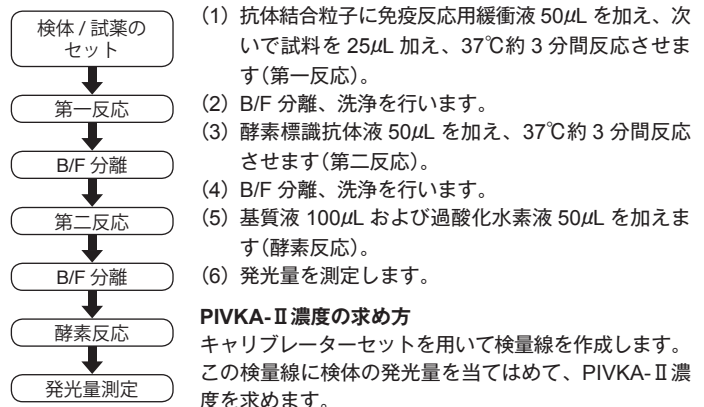 検体 / 試薬の
セット
第一反応
B/F 分離
第二反応
B/F 分離
酵素反応
発光量測定
(1) 抗体結合粒子に免疫反応用緩衝液 50μL を加え、次
いで試料を 25μL 加え、37℃約 3 分間反応させま
す(第一反応)。
(2) B/F 分離、洗浄を行います。
(3) 酵素標識抗体液 50μL を加え、37℃約 3 分間反応
させます(第二反応)。
(4) B/F 分離、洗浄を行います。
(5) 基質液 100μL および過酸化水素液 50μL を加えま
す(酵素反応)。
(6) 発光量を測定します。
PIVKA-Ⅱ濃度の求め方
キャリブレーターセットを用いて検量線を作成します。
この検量線に検体の発光量を当てはめて、PIVKA-Ⅱ濃
度を求めます。